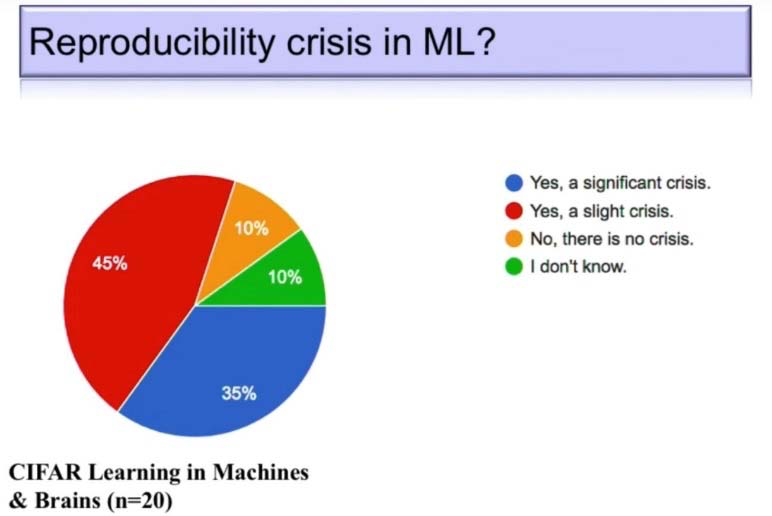 Reproducibility crisis in ML?
Yes, a significant crisis.
Yes, a slight crisis.
No, there is no crisis.
I don't know.
10%
45%
10%
35%
CIFAR Learning in Machines
& Brains (n=20)